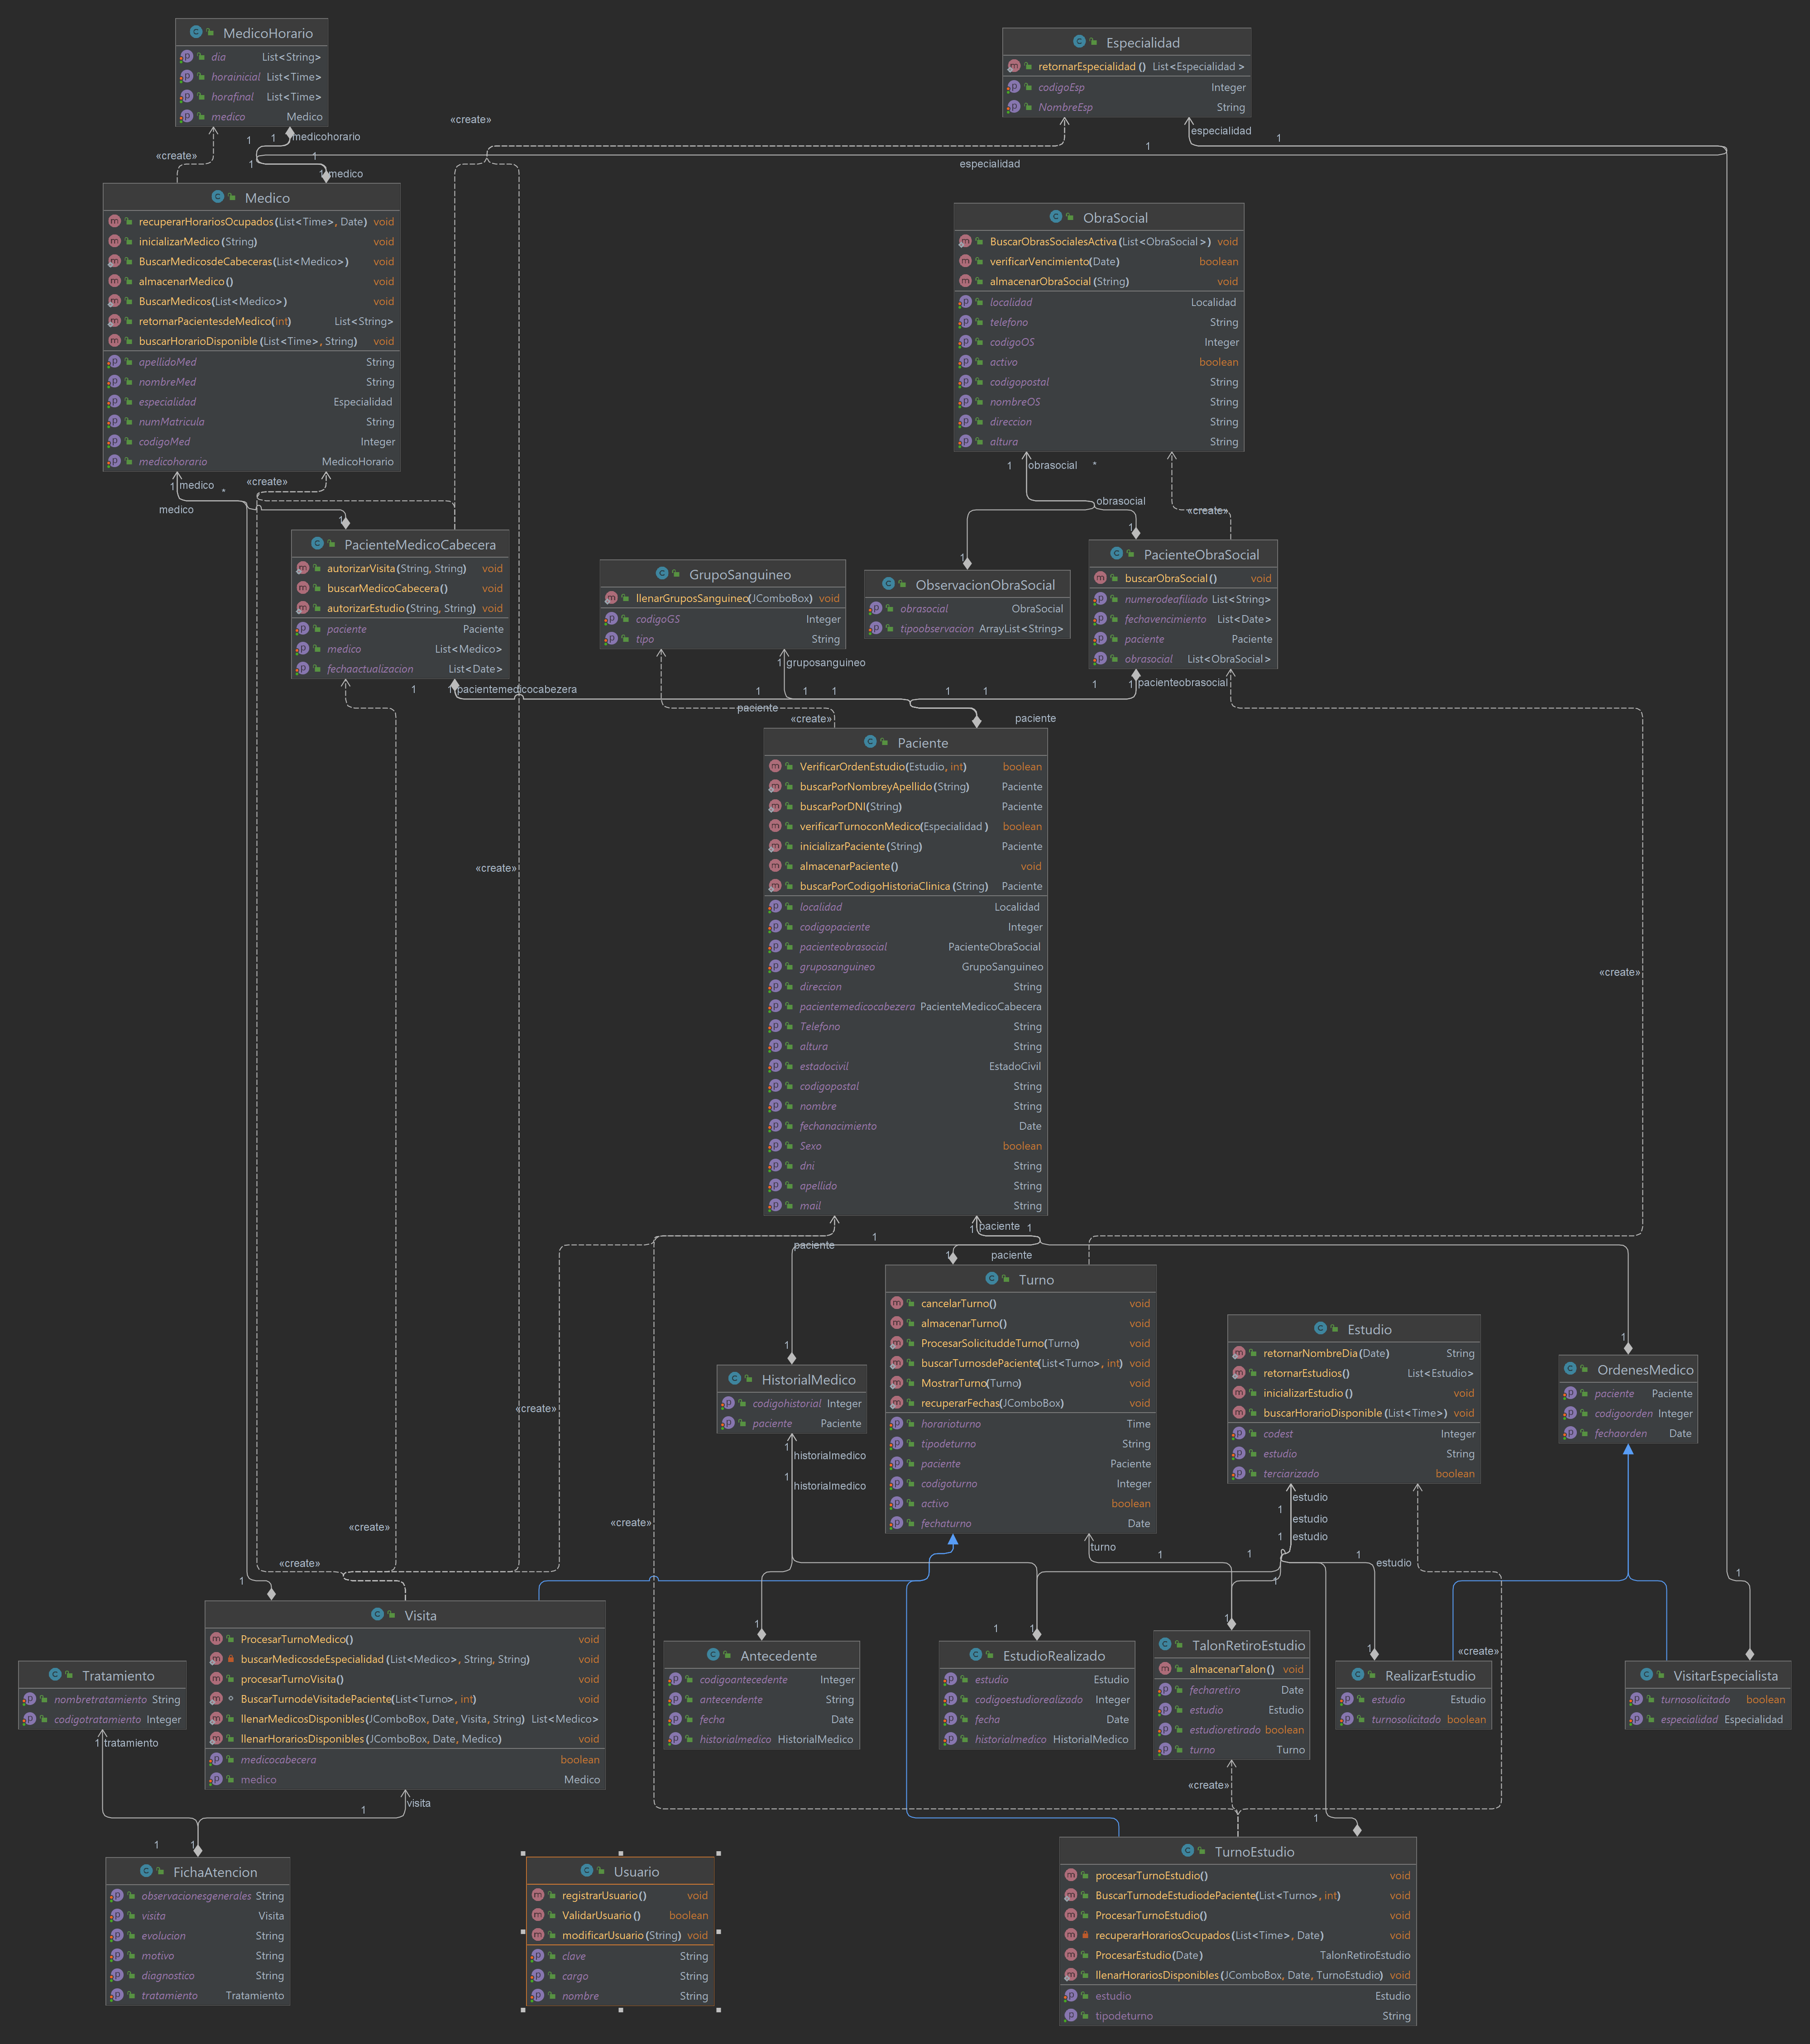 MedicoHorario
dia List<String>
horainicial List<Time>
horafinal List<Time>
medico Medico
Especialidad
retornarEspecialidad () List<Especialidad >
codigoEsp Integer
NombreEsp String
«create»
1 1 medicohorario
especialidad 1
«create» 1 1 medico
1
especialidad
Medico
recuperarHorariosOcupados(List<Time>, Date) void
inicializarMedico (String) void
BuscarMedicosdeCabeceras(List<Medico>) void
almacenarMedico() void
BuscarMedicos(List<Medico>) void
retornarPacientesdeMedico(int) List<String>
buscarHorarioDisponible (List<Time>, String) void
apellidoMed String
nombreMed String
especialidad Especialidad
numMatricula String
codigoMed Integer
medicohorario MedicoHorario
ObraSocial
BuscarObrasSocialesActiva(List<ObraSocial >) void
verificarVencimiento(Date) boolean
almacenarObraSocial (String) void
localidad Localidad
telefono String
codigoOS Integer
activo boolean
codigopostal String
nombreOS String
direccion String
altura String
1 medico * «create»
medico
1
1 obrasocial *
obrasocial
«create»
1
1
PacienteMedicoCabecera
autorizarVisita(String, String) void
buscarMedicoCabecera() void
autorizarEstudio (String, String) void
paciente Paciente
medico List<Medico>
fechaactualizacion List<Date>
GrupoSanguineo
llenarGruposSanguineo(JComboBox) void
codigoGS Integer
tipo String
ObservacionObraSocial
obrasocial ObraSocial
tipoobservacion ArrayList<String>
PacienteObraSocial
buscarObraSocial() void
numerodeafiliado List<String>
fechavencimiento List<Date>
paciente Paciente
obrasocial List<ObraSocial>
1 gruposanguineo
1 1 pacientemedicocabezera 1 1 1 1 1 1 1 pacienteobrasocial
paciente
«create»
paciente
Paciente
VerificarOrdenEstudio(Estudio, int) boolean
buscarPorNombreyApellido(String) Paciente
buscarPorDNI(String) Paciente
verificarTurnoconMedico(Especialidad ) boolean
inicializarPaciente (String) Paciente
almacenarPaciente() void
buscarPorCodigoHistoriaClinica (String) Paciente
localidad Localidad
codigopaciente Integer
pacienteobrasocial PacienteObraSocial
gruposanguineo GrupoSanguineo
direccion String
pacientemedicocabezera PacienteMedicoCabecera
Telefono String
altura String
estadocivil EstadoCivil
codigopostal String
nombre String
fechanacimiento Date
Sexo boolean
dni String
apellido String
mail String
«create»
«create»
1 paciente 1
1
paciente 1 paciente
Turno
cancelarTurno() void
almacenarTurno() void
ProcesarSolicituddeTurno(Turno) void
buscarTurnosdePaciente(List<Turno>, int) void
MostrarTurno(Turno) void
recuperarFechas(JComboBox) void
horarioturno Time
tipodeturno String
paciente Paciente
codigoturno Integer
activo boolean
fechaturno Date
Estudio
retornarNombreDia (Date) String
retornarEstudios() List<Estudio>
inicializarEstudio () void
buscarHorarioDisponible (List<Time>) void
codest Integer
estudio String
terciarizado boolean
1
OrdenesMedico
paciente Paciente
codigoorden Integer
fechaorden Date
1
HistorialMedico
codigohistorial Integer
paciente Paciente
«create»
1 historialmedico
1 historialmedico
«create»
«create»
«create»
estudio
1 estudio
1 estudio
turno 1 1 1 estudio
1
1
1
Visita
ProcesarTurnoMedico() void
buscarMedicosdeEspecialidad (List<Medico>, String, String) void
procesarTurnoVisita() void
BuscarTurnodeVisitadePaciente(List<Turno>, int) void
llenarMedicosDisponibles(JComboBox, Date, Visita, String) List<Medico>
llenarHorariosDisponibles(JComboBox, Date, Medico) void
medicocabecera boolean
medico Medico
1
Antecedente
codigoantecedente Integer
antecendente String
fecha Date
historialmedico HistorialMedico
1 1
EstudioRealizado
estudio Estudio
codigoestudiorealizado Integer
fecha Date
historialmedico HistorialMedico
1
TalonRetiroEstudio
almacenarTalon() void
fecharetiro Date
estudio Estudio
estudioretirado boolean
turno Turno
1
RealizarEstudio
estudio Estudio
turnosolicitado boolean
«create»
1
VisitarEspecialista
turnosolicitado boolean
especialidad Especialidad
Tratamiento
nombretratamiento String
codigotratamiento Integer
1 tratamiento
«create»
1 visita
1
1 1
FichaAtencion
observacionesgenerales String
visita Visita
evolucion String
motivo String
diagnostico String
tratamiento Tratamiento
Usuario
registrarUsuario() void
ValidarUsuario () boolean
modificarUsuario(String) void
clave String
cargo String
nombre String
TurnoEstudio
procesarTurnoEstudio() void
BuscarTurnodeEstudiodePaciente(List<Turno>, int) void
ProcesarTurnoEstudio() void
recuperarHorariosOcupados (List<Time>, Date) void
ProcesarEstudio(Date) TalonRetiroEstudio
llenarHorariosDisponibles (JComboBox, Date, TurnoEstudio) void
estudio Estudio
tipodeturno String